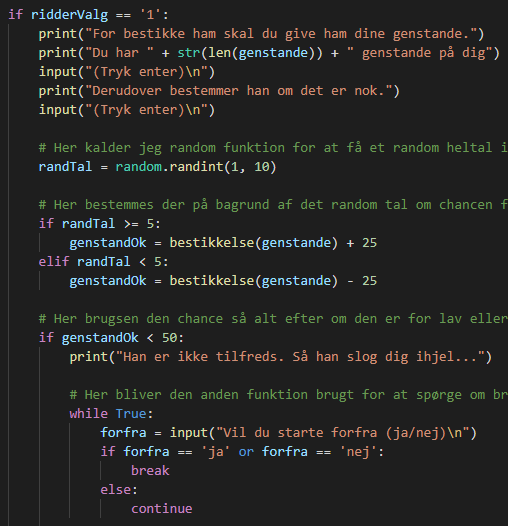 if ridderValg == '1':
print("For bestikke ham skal du give ham dine genstande.")
print("Du har " + str(len(genstande)) + " genstande på dig")
input("(Tryk enter)\n")
print("Derudover bestemmer han om det er nok.")
input("(Tryk enter)\n")
# Her kalder jeg random funktion for at få et random heltal i
randTal = random.randint(1, 10)
# Her bestemmes der på bagrund af det random tal om chancen f
if randTal >= 5:
genstandOk = bestikkelse(genstande) + 25
elif randTal < 5:
genstandOk = bestikkelse(genstande) - 25
# Her brugsen den chance så alt efter om den er for lav eller
if genstandOk < 50:
print("Han er ikke tilfreds. Så han slog dig ihjel...")
# Her bliver den anden funktion brugt for at spørge om br
while True:
forfra = input("Vil du starte forfra (ja/nej)\n")
if forfra == 'ja' or forfra == 'nej':
break
else:
continue